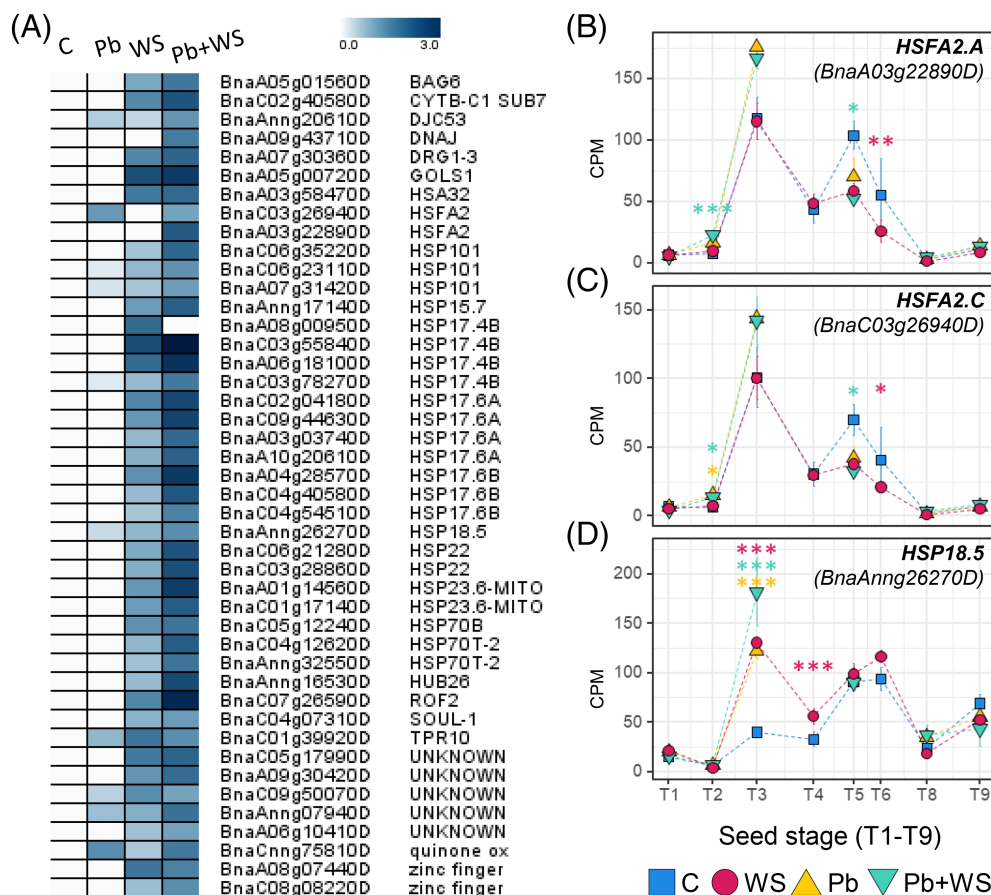 (A)
C Pb WS Pb+WS
0.0 3.0
BnaA05g01560D BAG6
BnaC02g40580D CYTB-C1 SUB7
BnaAnng20610D DJC53
BnaA09g43710D DNAJ
BnaA07g30360D DRG1-3
BnaA05g00720D GOLS1
BnaA03g58470D HSA32
BnaC03g26940D HSFA2
BnaA03g22890D HSFA2
BnaC06g35220D HSP101
BnaC06g23110D HSP101
BnaA07g31420D HSP101
BnaAnng17140D HSP15.7
BnaA08g00950D HSP17.4B
BnaC03g55840D HSP17.4B
BnaA06g18100D HSP17.4B
BnaC03g78270D HSP17.4B
BnaC02g04180D HSP17.6A
BnaC09g44630D HSP17.6A
BnaA03g03740D HSP17.6A
BnaA10g20610D HSP17.6A
BnaA04g28570D HSP17.6B
BnaC04g40580D HSP17.6B
BnaC04g54510D HSP17.6B
BnaAnng26270D HSP18.5
BnaC06g21280D HSP22
BnaC03g28860D HSP22
BnaA01g14560D HSP23.6-MITO
BnaC01g17140D HSP23.6-MITO
BnaC05g12240D HSP70B
BnaC04g12620D HSP70T-2
BnaAnng32550D HSP70T-2
BnaAnng16530D HUB26
BnaC07g26590D ROF2
BnaC04g07310D SOUL-1
BnaC01g39920D TPR10
BnaC05g17990D UNKNOWN
BnaA09g30420D UNKNOWN
BnaC09g50070D UNKNOWN
BnaAnng07940D UNKNOWN
BnaA06g10410D UNKNOWN
BnaCnng75810D quinone ox
BnaA08g07440D zinc finger
BnaC08g08220D zinc finger
(B)
HSFA2.A
(BnaA03g22890D)
CPM
150
100
50
0
*** * **
(C)
HSFA2.C
(BnaC03g26940D)
CPM
150
100
50
0
* * *
*
(D)
HSP18.5
(BnaAnng26270D)
CPM
200
150
100
50
0
***
***
***
***
T1 T2 T3 T4 T5 T6 T8 T9
Seed stage (T1-T9)
C WS Pb Pb+WS